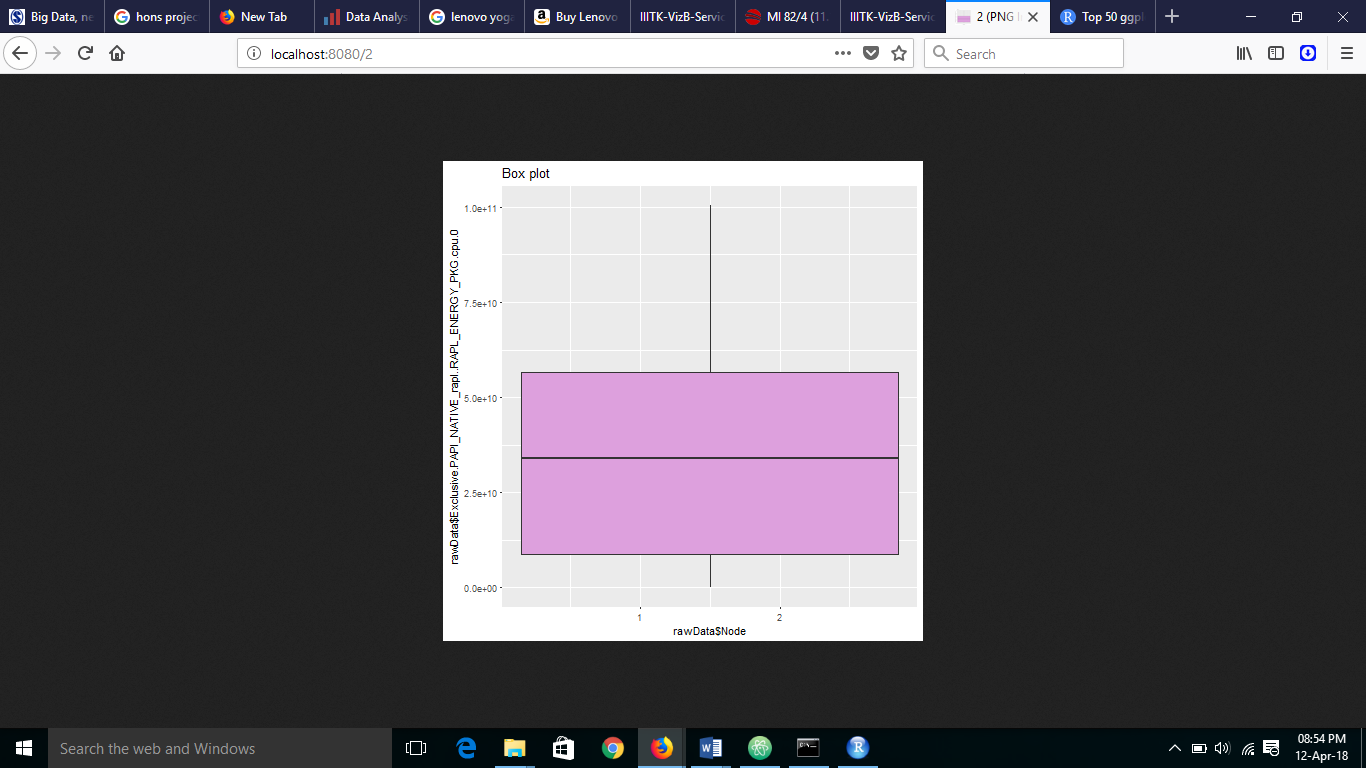 Big Data, ne
hons projec
New Tab
Data Analys
lenovo yoga
Buy Lenovo
IIITK-VizB-Servic
MI 82/4 (11.
IIITK-VizB-Servic
2 (PNG I
Top 50 ggpl
localhost:8080/2
Search
Box plot
1.0e+11
7.5e+10
5.0e+10
2.5e+10
0.0e+00
rawData$Exclusive.PAPI_NATIVE_rapl..RAPL_ENERGY_PKG.cpu.0
1
2
rawData$Node
Search the web and Windows
08:54 PM
12-Apr-18